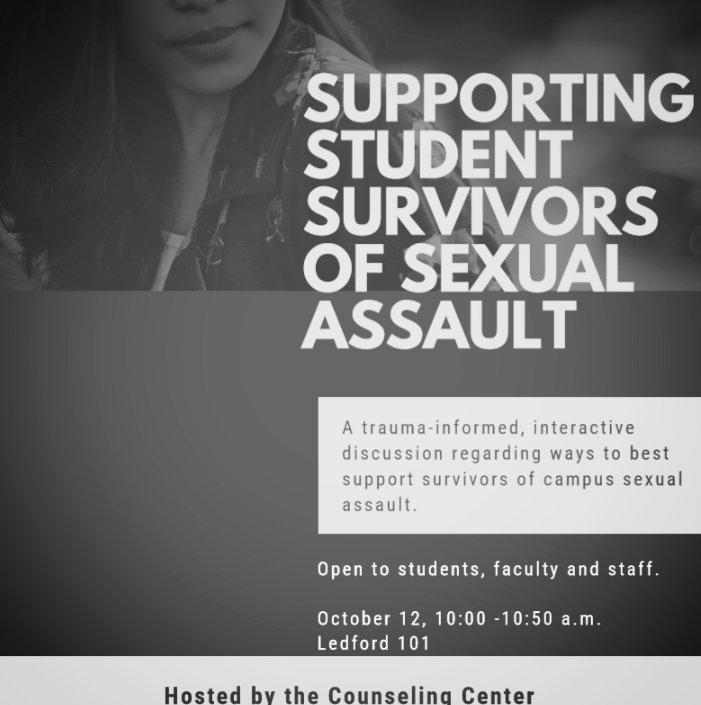 SUPPORTING
STUDENT
SURVIVORS
OF SEXUAL
ASSAULT
A trauma-informed, interactive
discussion regarding ways to best
support survivors of campus sexual
assault.
Open to students, faculty and staff.
October 12, 10:00 -10:50 a.m.
Ledford 101
Hosted by the Counseling Center